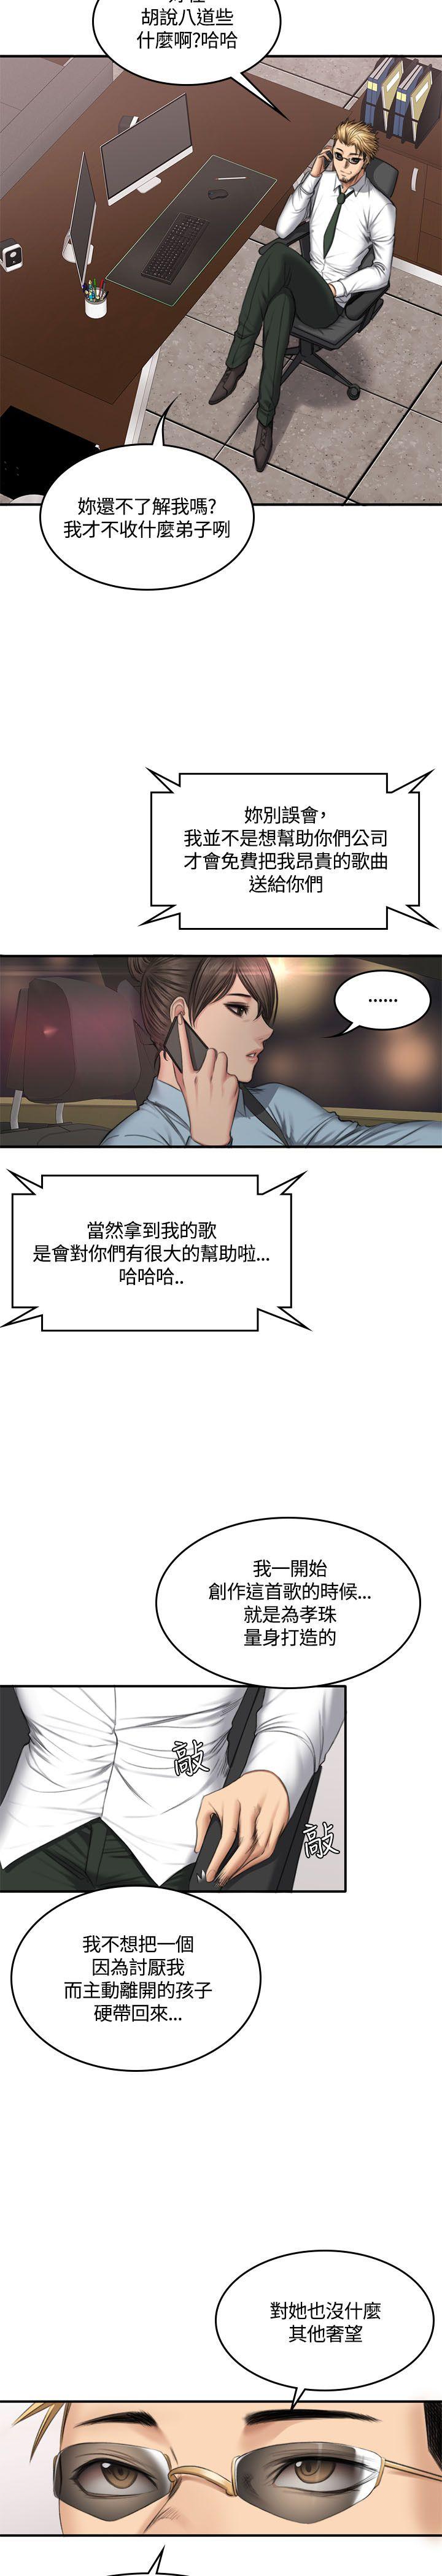 胡說八道些
什麼啊?哈哈
妳還不了解我嗎?
我才不收什麼弟子咧
妳別誤會,
我並不是想幫助你們公司
才會免費把我昂貴的歌曲
送給你們
......
當然拿到我的歌
是會對你們有很大的幫助啦...
哈哈哈..
我一開始
創作這首歌的時候...
就是為孝珠
量身打造的
敲
敲
我不想把一個
因為討厭我
而主動離開的孩子
硬帶回來...
對她也沒什麼
其他奢望